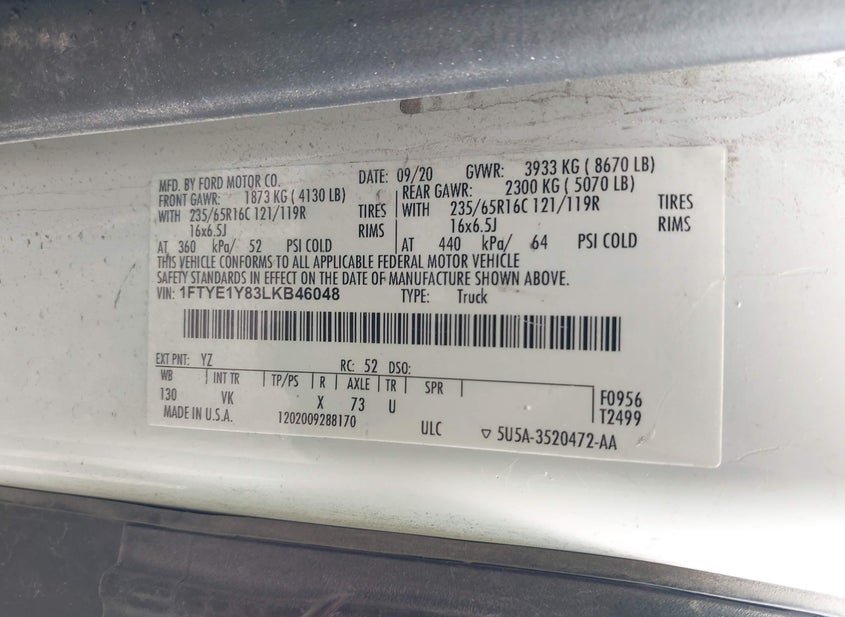 MFD. BY FORD MOTOR CO. DATE: 09/20 GVWR: 3933 KG ( 8670 LB)
FRONT GAWR: 1873 KG ( 4130 LB) REAR GAWR: 2300 KG ( 5070 LB)
WITH 235/65R16C 121/119R TIRES WITH 235/65R16C 121/119R TIRES
16x6.5J RIMS 16x6.5J RIMS
AT 360 kPa/ 52 PSI COLD AT 440 kPa/ 64 PSI COLD
THIS VEHICLE CONFORMS TO ALL APPLICABLE FEDERAL MOTOR VEHICLE
SAFETY STANDARDS IN EFFECT ON THE DATE OF MANUFACTURE SHOWN ABOVE.
VIN: 1FTYE1Y83LKB46048 TYPE: Truck
EXT PNT: YZ RC: 52 DSO:
WB INT TR TP/PS R AXLE TR SPR
130 VK X 73 U F0956
MADE IN U.S.A. 1202009288170 T2499
ULC ▽ 5U5A-3520472-AA